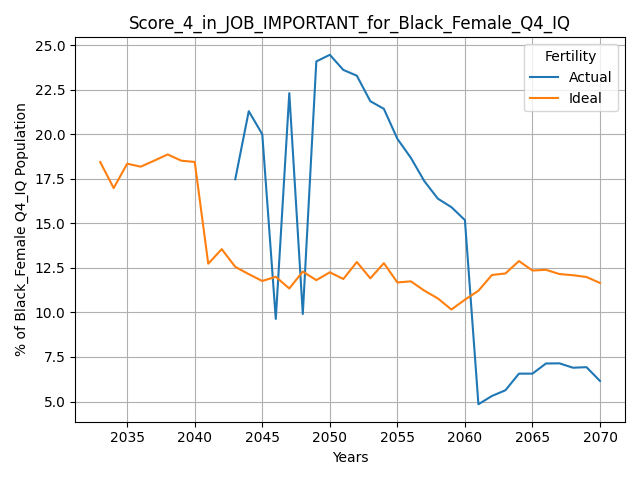 Score_4_in_JOB_IMPORTANT_for_Black_Female_Q4_IQ
% of Black_Female Q4_IQ Population
25.0
22.5
20.0
17.5
15.0
12.5
10.0
7.5
5.0
Fertility
Actual
Ideal
2035 2040 2045 2050 2055 2060 2065 2070
Years